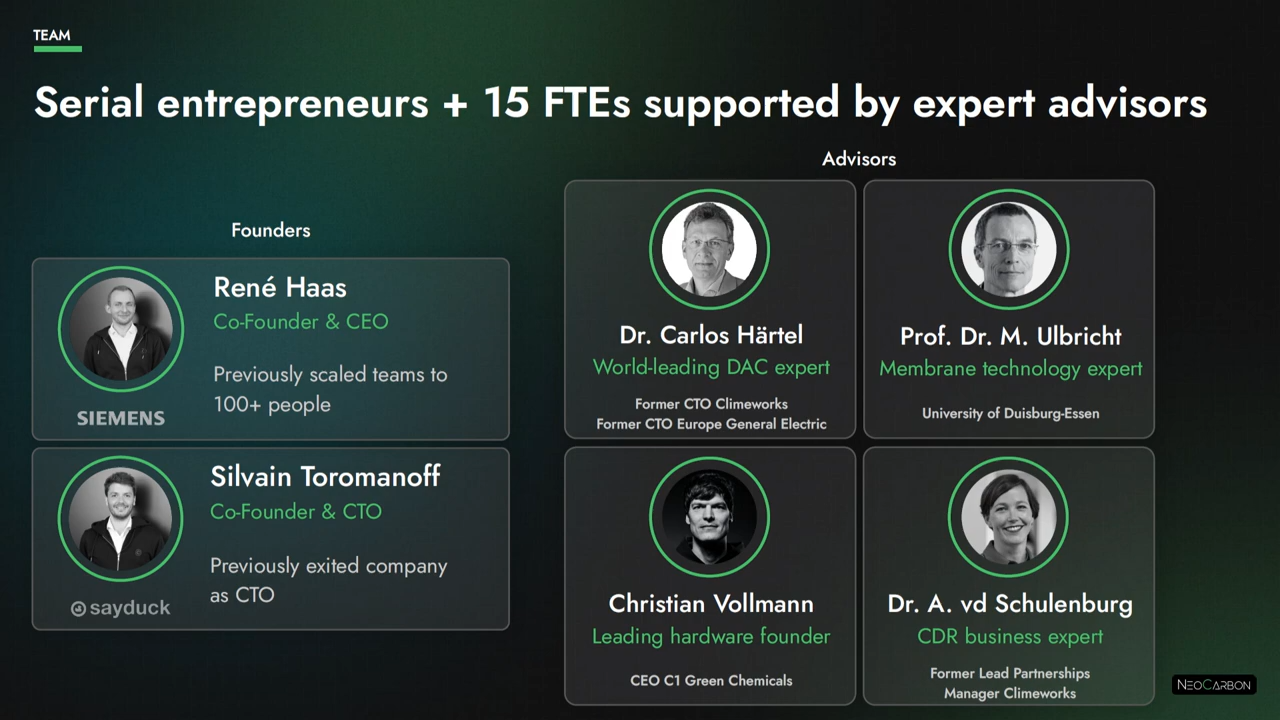 TEAM
Serial entrepreneurs + 15 FTEs supported by expert advisors
Founders
René Haas
Co-Founder & CEO
Previously scaled teams to
100+ people
SIEMENS
Silvain Toromanoff
Co-Founder & CTO
Previously exited company
as CTO
sayduck
Advisors
Dr. Carlos Härtel
World-leading DAC expert
Former CTO Climeworks
Former CTO Europe General Electric
Prof. Dr. M. Ulbricht
Membrane technology expert
University of Duisburg-Essen
Christian Vollmann
Leading hardware founder
CEO C1 Green Chemicals
Dr. A. vd Schulenburg
CDR business expert
Former Lead Partnerships
Manager Climeworks
NEOCARBON